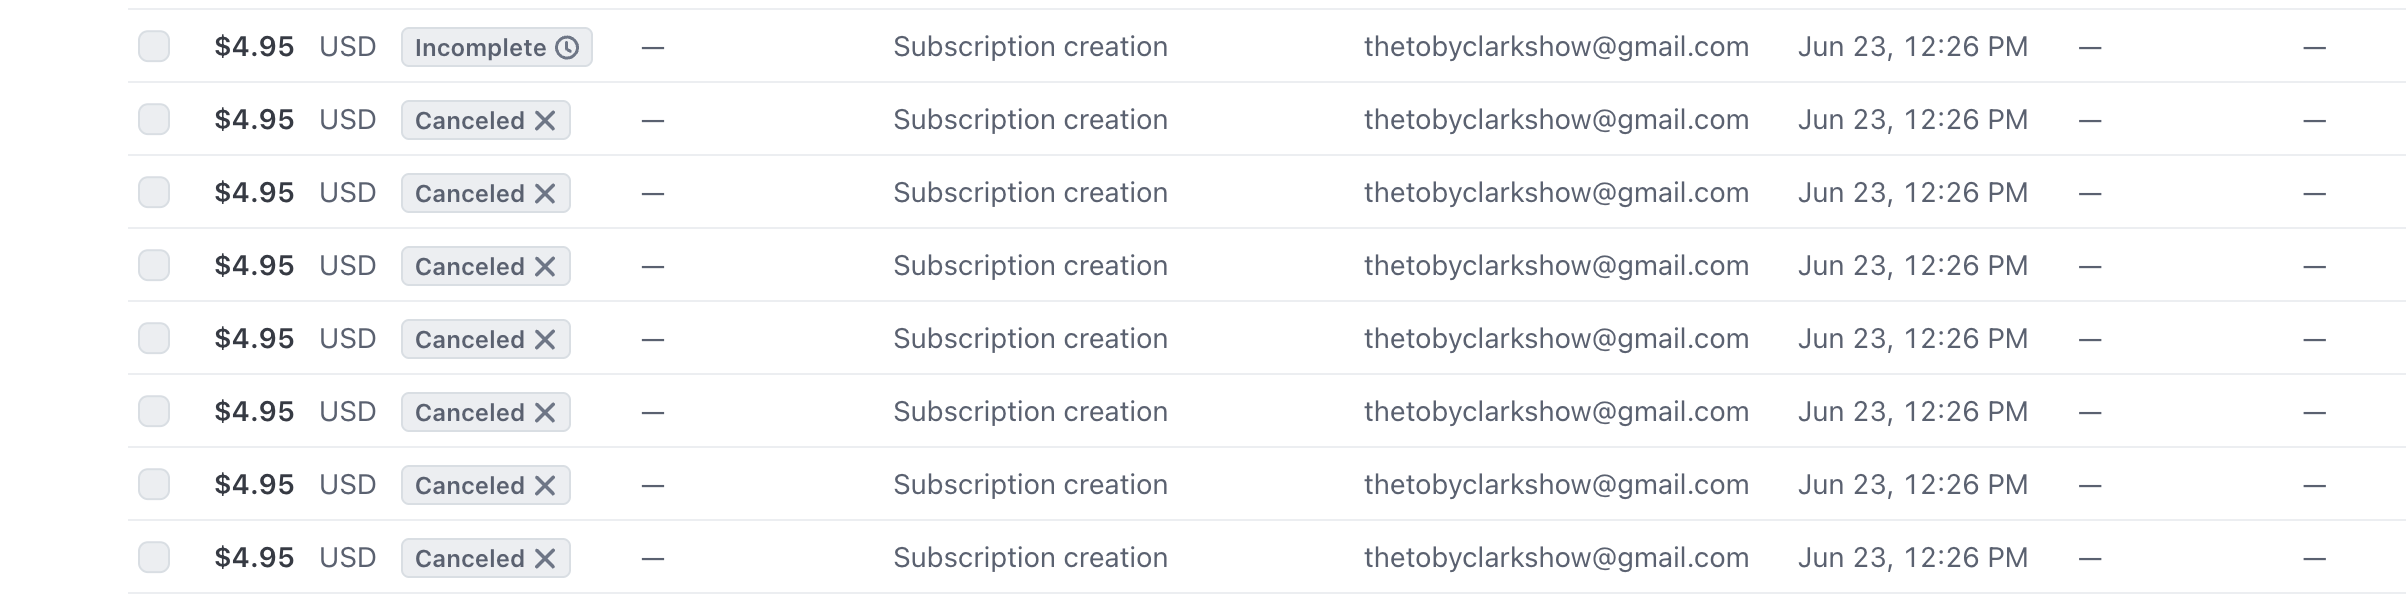 $4.95 USD Incomplete — Subscription creation thetobyclarkshow@gmail.com Jun 23, 12:26 PM — —
$4.95 USD Canceled — Subscription creation thetobyclarkshow@gmail.com Jun 23, 12:26 PM — —
$4.95 USD Canceled — Subscription creation thetobyclarkshow@gmail.com Jun 23, 12:26 PM — —
$4.95 USD Canceled — Subscription creation thetobyclarkshow@gmail.com Jun 23, 12:26 PM — —
$4.95 USD Canceled — Subscription creation thetobyclarkshow@gmail.com Jun 23, 12:26 PM — —
$4.95 USD Canceled — Subscription creation thetobyclarkshow@gmail.com Jun 23, 12:26 PM — —
$4.95 USD Canceled — Subscription creation thetobyclarkshow@gmail.com Jun 23, 12:26 PM — —
$4.95 USD Canceled — Subscription creation thetobyclarkshow@gmail.com Jun 23, 12:26 PM — —